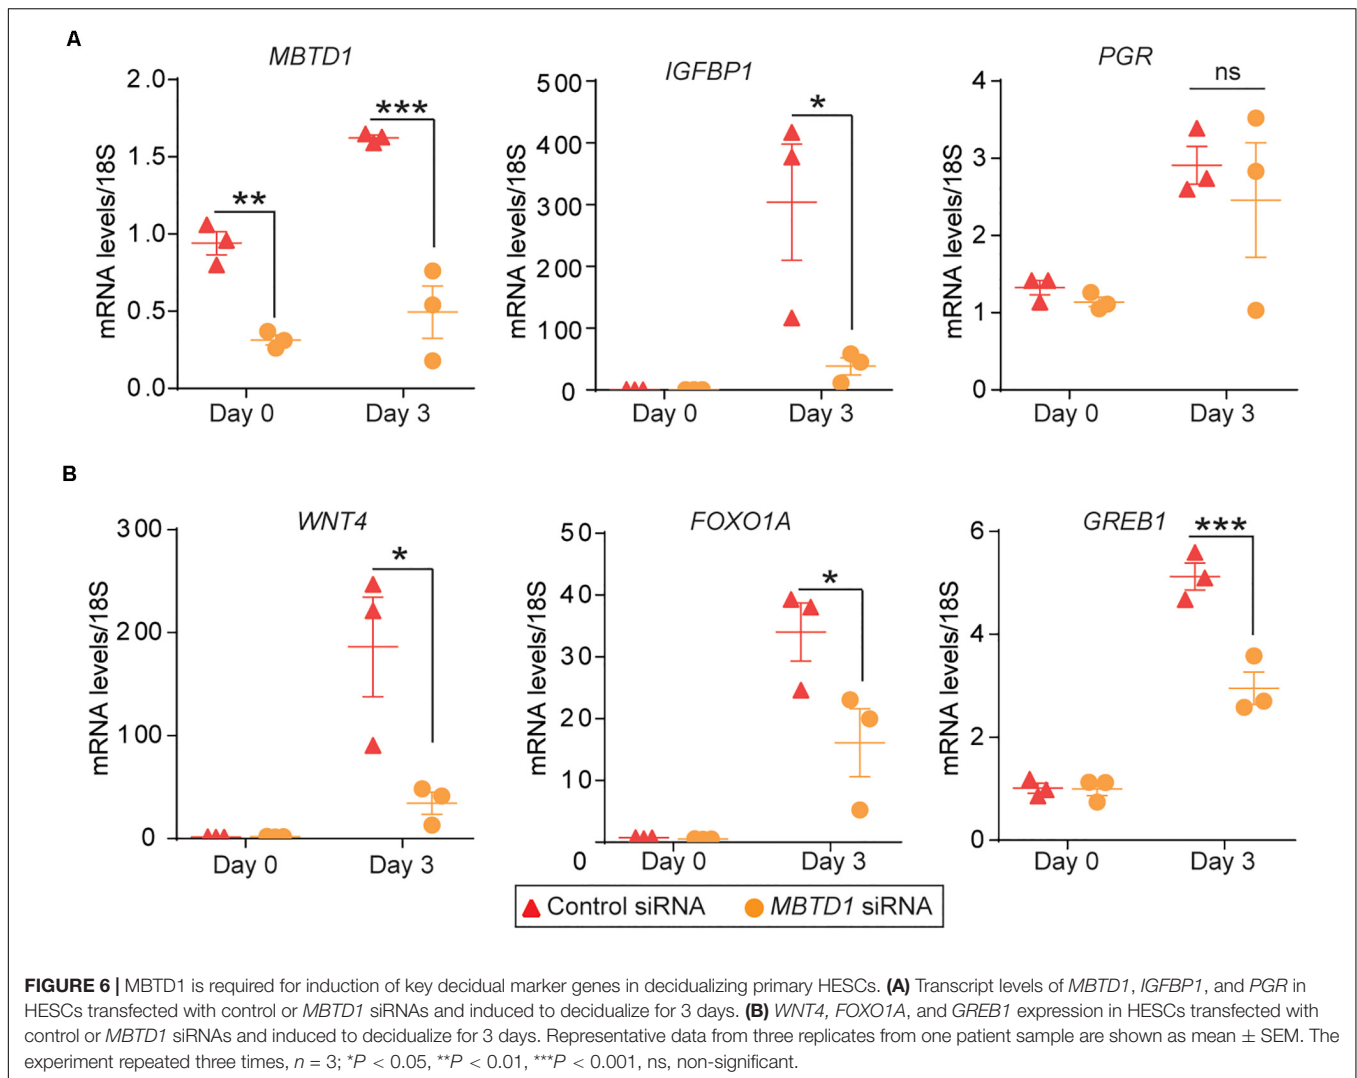 A
MBTD1
mRNA levels/18S
2.0
1.5
1.0
0.5
0.0
**
***
Day 0
Day 3
IGFBP1
mRNA levels/18S
500
400
300
200
100
0
*
Day 0
Day 3
PGR
mRNA levels/18S
4
3
2
1
0
ns
Day 0
Day 3
B
WNT4
mRNA levels/18S
300
200
100
0
*
Day 0
Day 3
FOXO1A
mRNA levels/18S
50
40
30
20
10
0
*
Day 0
Day 3
GREB1
mRNA levels/18S
6
4
2
0
***
Day 0
Day 3
Control siRNA MBTD1 siRNA
FIGURE 6 | MBTD1 is required for induction of key decidual marker genes in decidualizing primary HESCs. (A) Transcript levels of MBTD1, IGFBP1, and PGR in
HESCs transfected with control or MBTD1 siRNAs and induced to decidualize for 3 days. (B) WNT4, FOXO1A, and GREB1 expression in HESCs transfected with
control or MBTD1 siRNAs and induced to decidualize for 3 days. Representative data from three replicates from one patient sample are shown as mean ± SEM. The
experiment repeated three times, n = 3; *P < 0.05, **P < 0.01, ***P < 0.001, ns, non-significant.